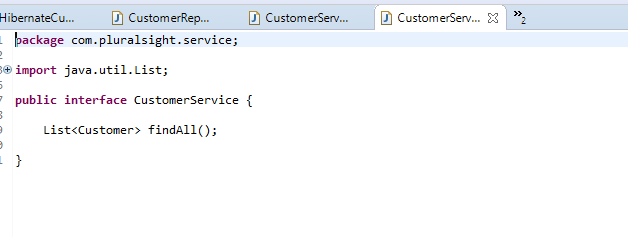 HibernateCu...
CustomerRep...
CustomerServ...
CustomerServ...
»2
package com.pluralsight.service;
import java.util.List;
public interface CustomerService {
List<Customer> findAll();
}